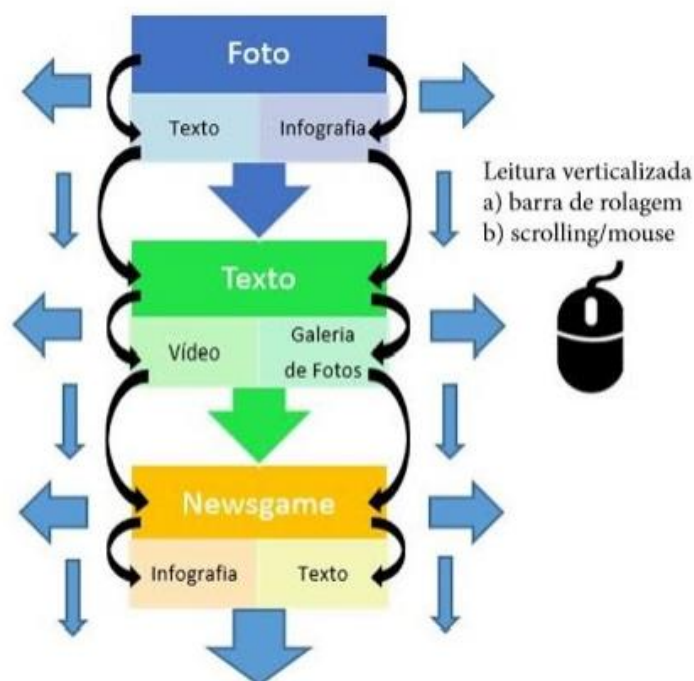 Foto
Texto
Infografia
Leitura verticalizada
a) barra de rolagem
b) scrolling/mouse
Texto
Vídeo
Galeria
de Fotos
Newsgame
Infografia
Texto